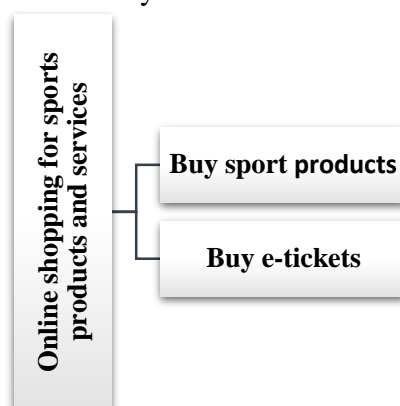 y
Online shopping for sports
products and services
Buy sport products
Buy e-tickets